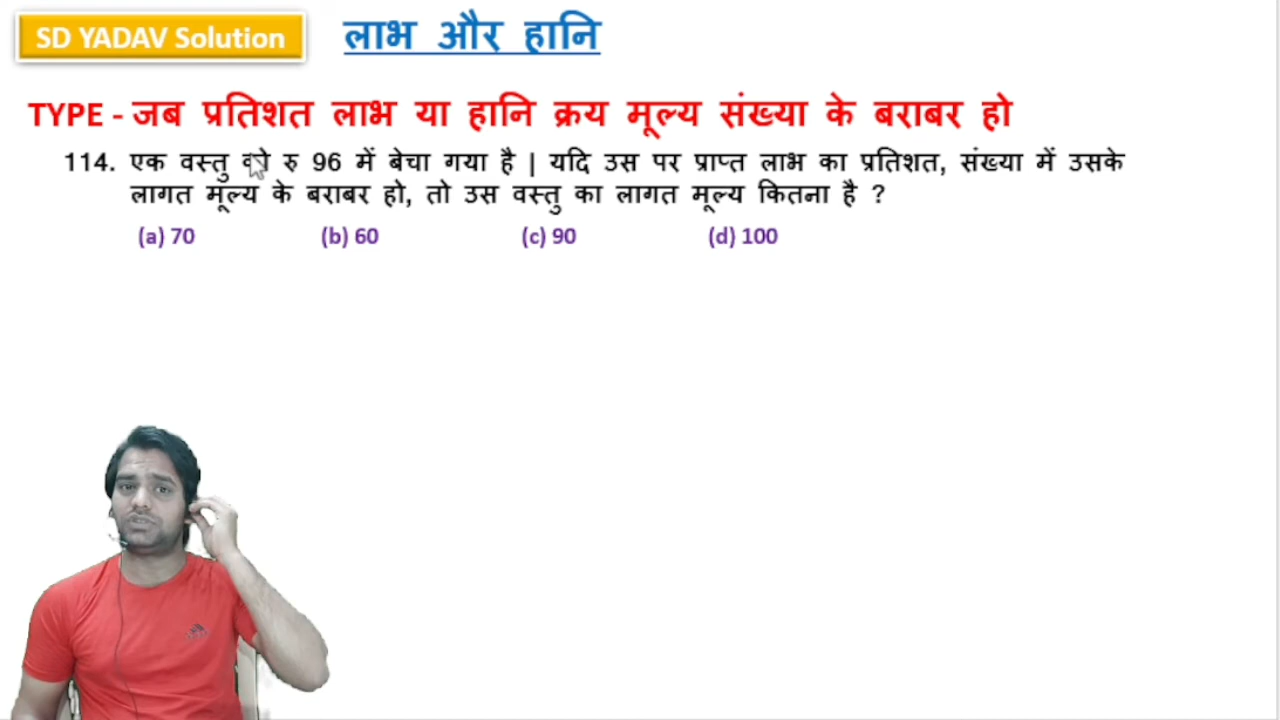 SD YADAV Solution
लाभ और हानि
TYPE - जब प्रतिशत लाभ या हानि क्रय मूल्य संख्या के बराबर हो
114. एक वस्तु को रु 96 में बेचा गया है | यदि उस पर प्राप्त लाभ का प्रतिशत, संख्या में उसके
लागत मूल्य के बराबर हो, तो उस वस्तु का लागत मूल्य कितना है ?
(a) 70 (b) 60 (c) 90 (d) 100